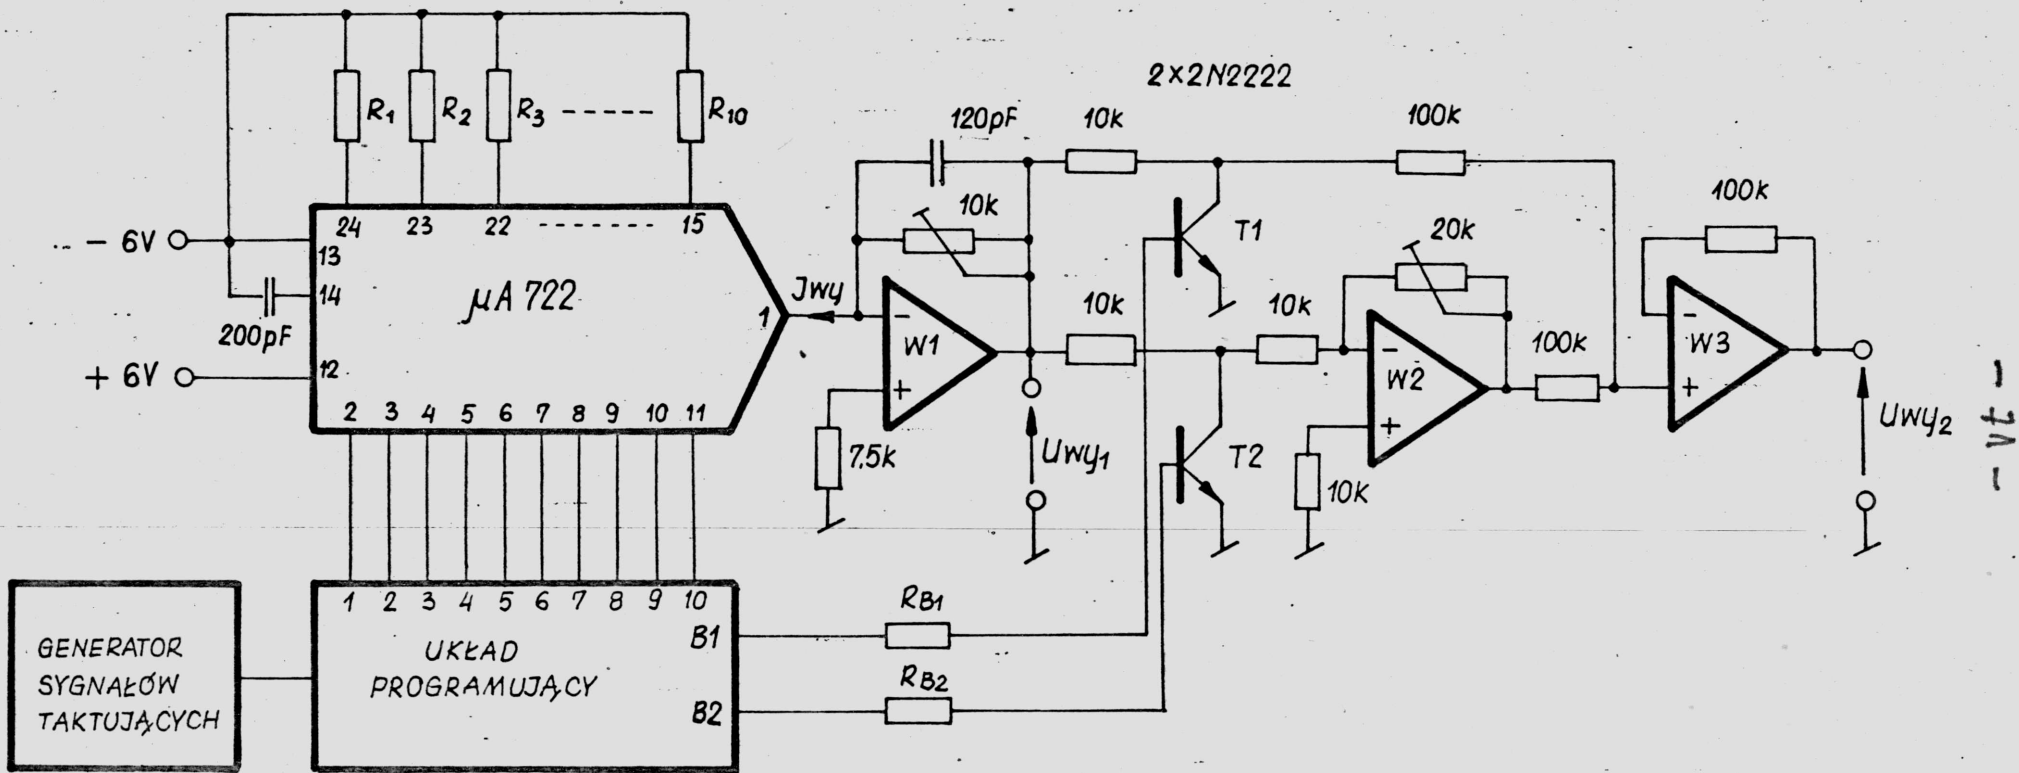 2×2N2222
R1
R2
R3
R10
120pF
10k
100k
24
23
22
15
10k
100k
- 6V
13
T1
20k
14
μA 722
1
Jwy
10k
10k
200pF
W1
-
+
W2
-
+
100k
W3
-
+
+ 6V
12
Uwy2
- vt -
2 3 4 5 6 7 8 9 10 11
7.5k
Uwy1
T2
10k
1 2 3 4 5 6 7 8 9 10
RB1
B1
GENERATOR
SYGNAŁÓW
TAKTUJĄCYCH
UKŁAD
PROGRAMUJĄCY
RB2
B2